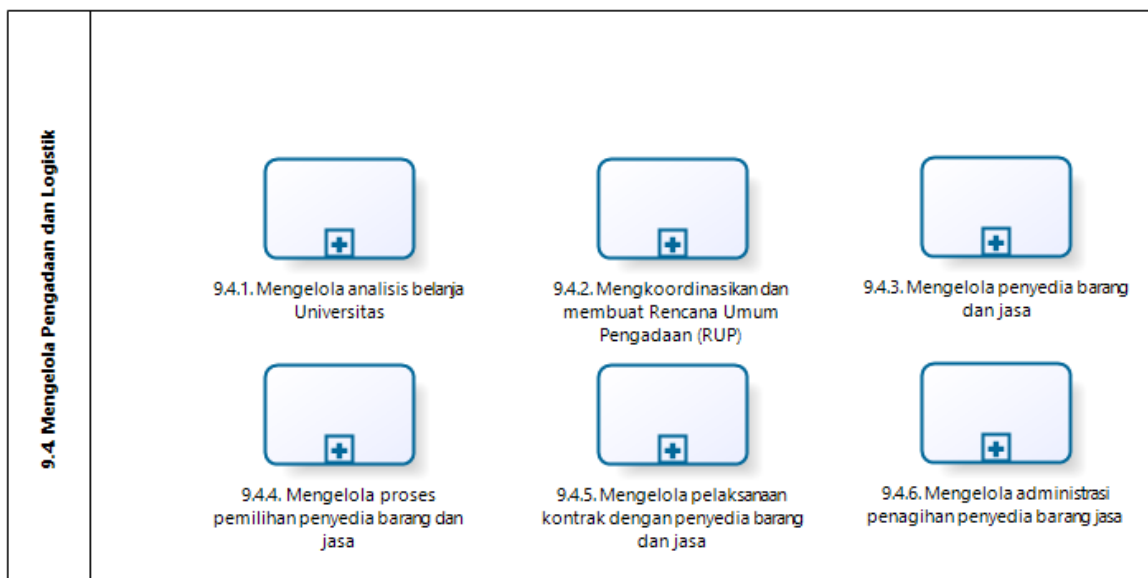 9.4. Mengelola Pengadaan dan Logistik
9.4.1. Mengelola analisis belanja
Universitas
9.4.2. Mengkoordinasikan dan
membuat Rencana Umum
Pengadaan (RUP)
9.4.3. Mengelola penyedia barang
dan jasa
9.4.4. Mengelola proses
pemilihan penyedia barang dan
jasa
9.4.5. Mengelola pelaksanaan
kontrak dengan penyedia barang
dan jasa
9.4.6. Mengelola administrasi
penagihan penyedia barang jasa